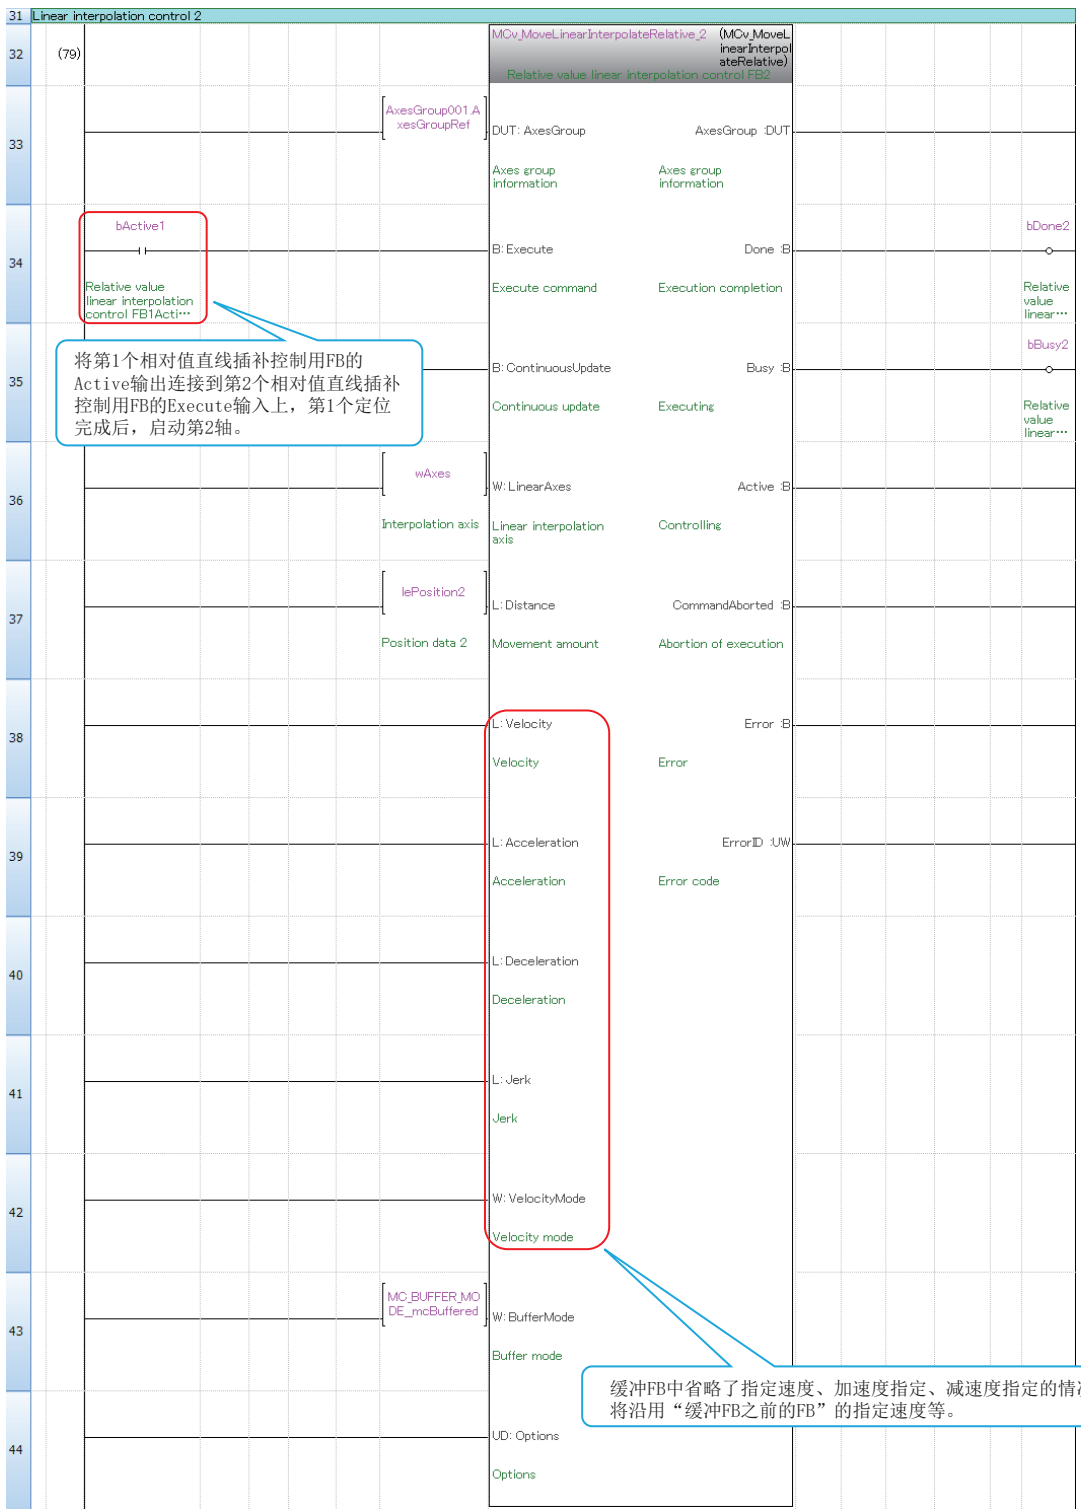 31 Linear interpolation control 2
32 (79)
MCv_MoveLinearInterpolateRelative_2 (MCv_MoveL
inearInterpol
ateRelative)
Relative value linear interpolation control FB2
33
AxesGroup001.A
xesGroupRef
DUT: AxesGroup AxesGroup :DUT
Axes group Axes group
information information
34
bActive1
B: Execute Done :B
bDone2
Execute command Execution completion
Relative value
linear interpolation
control FB1Acti⋯
Relative
value
linear⋯
将第1个相对值直线插补控制用FB的
Active输出连接到第2个相对值直线插补
控制用FB的Execute输入上，第1个定位
完成后，启动第2轴。
35
B: ContinuousUpdate Busy :B
bBusy2
Continuous update Executing
Relative
value
linear⋯
36
wAxes
W: LinearAxes Active :B
Interpolation axis
Linear interpolation Controlling
axis
37
lePosition2
L: Distance CommandAborted :B
Position data 2
Movement amount Abortion of execution
38
L: Velocity Error :B
Velocity Error
39
L: Acceleration ErrorID :UW
Acceleration Error code
40
L: Deceleration
Deceleration
41
L: Jerk
Jerk
42
W: VelocityMode
Velocity mode
43
MC_BUFFER_MO
DE__mcBuffered
W: BufferMode
Buffer mode
缓冲FB中省略了指定速度、加速度指定、减速度指定的情
将沿用“缓冲FB之前的FB”的指定速度等。
44
UD: Options
Options